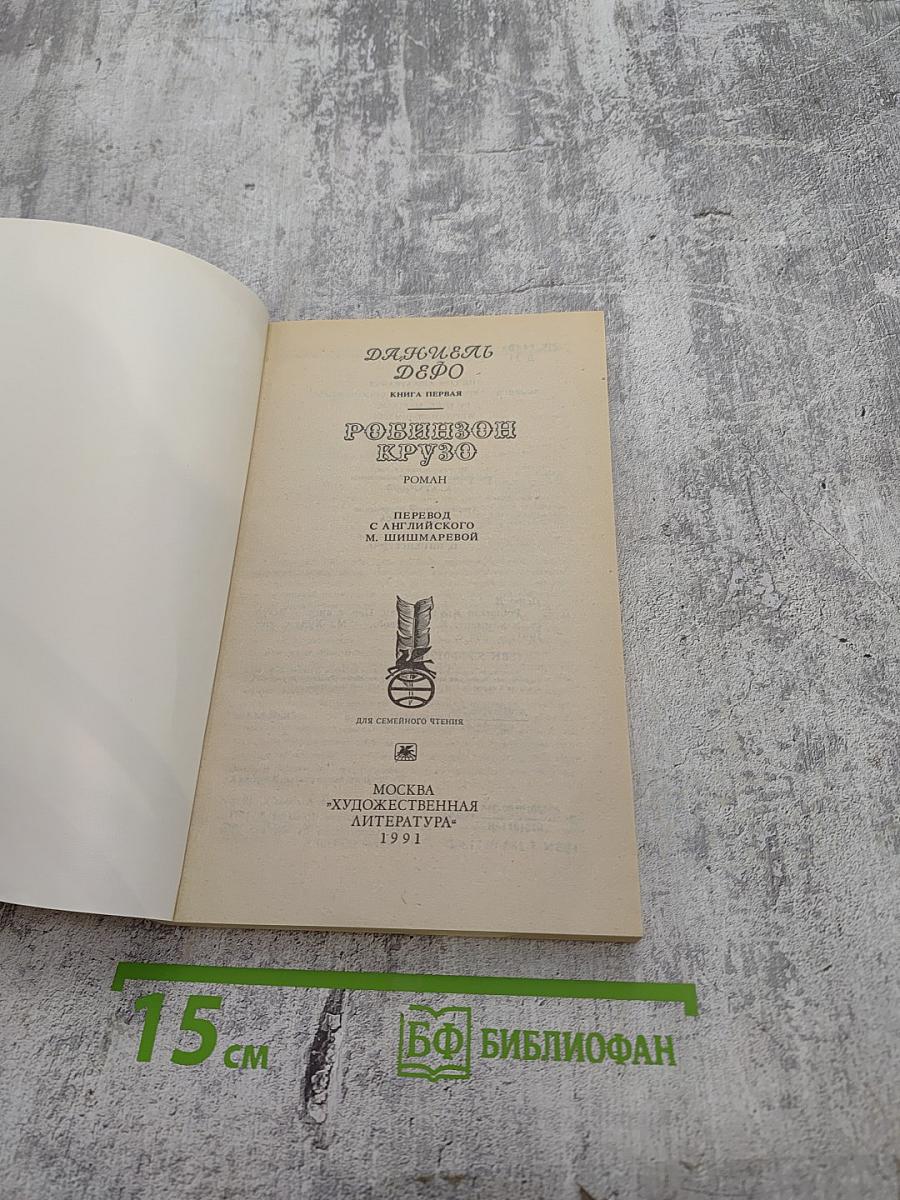 ДАНИЕЛЬ
ДЕФО
КНИГА ПЕРВАЯ
РОБИНЗОН
КРУЗО
РОМАН
ПЕРЕВОД
С АНГЛИЙСКОГО
М. ШИШМАРЕВОЙ
ДЛЯ СЕМЕЙНОГО ЧТЕНИЯ
МОСКВА
"ХУДОЖЕСТВЕННАЯ
ЛИТЕРАТУРА"
1991
15 см
БФ БИБЛИОФАН